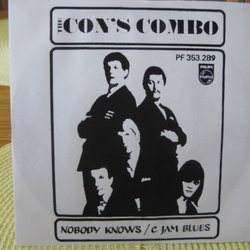 THE CON'S COMBO
PF 353.289
PHILIPS
NOBODY KNOWS / C JAM BLUES